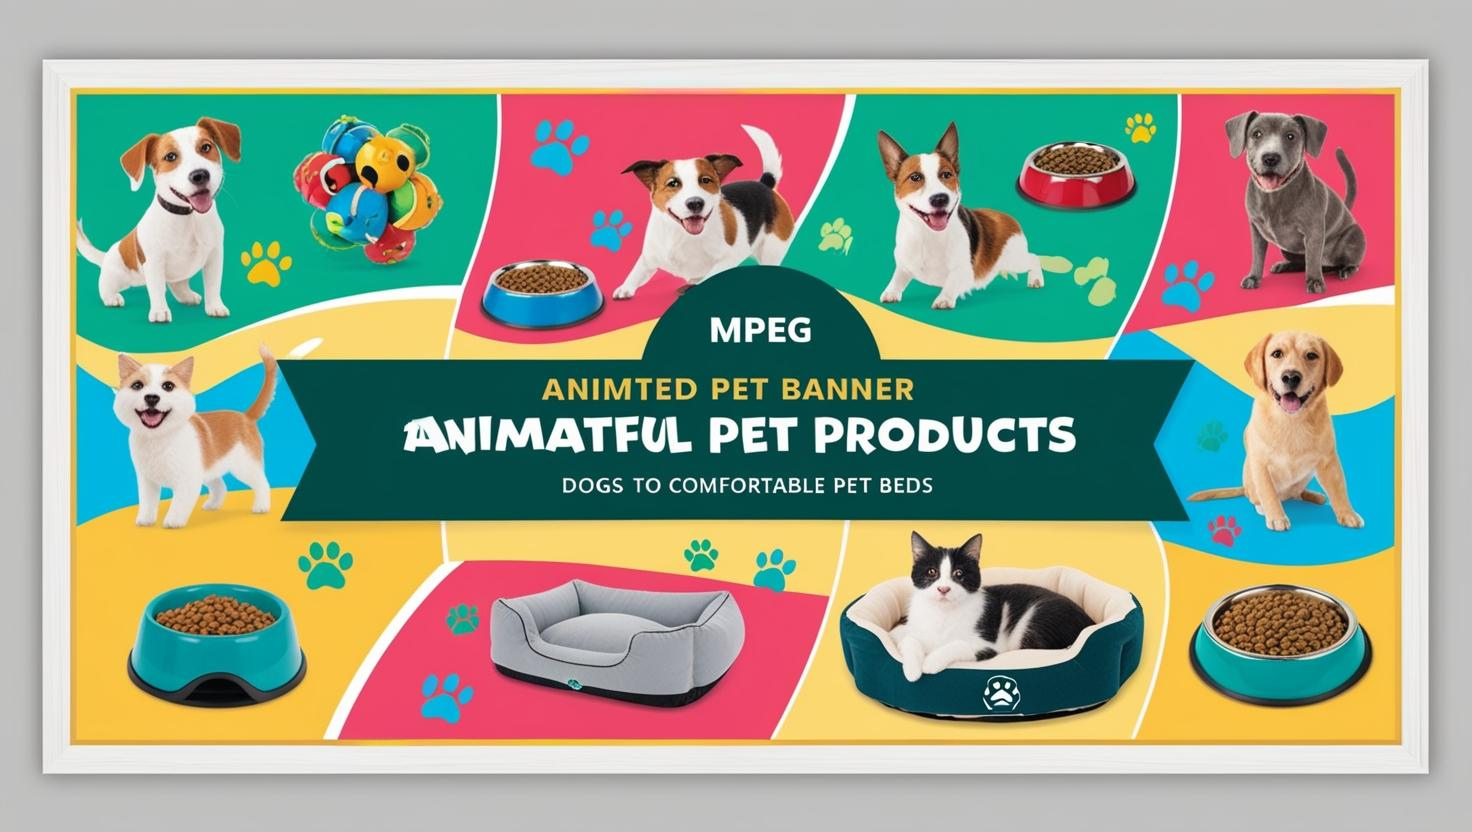 MPEG
ANIMTED PET BANNER
ANIMATFUL PET PRODUCTS
DOGS TO COMFORTABLE PET BEDS